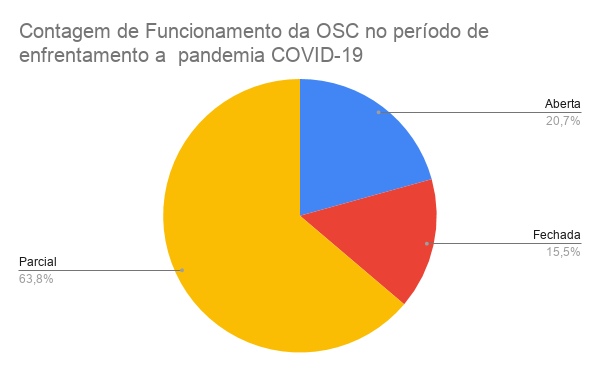 Contagem de Funcionamento da OSC no período de
enfrentamento a  pandemia COVID-19
Aberta
20,7%
Fechada
15,5%
Parcial
63,8%